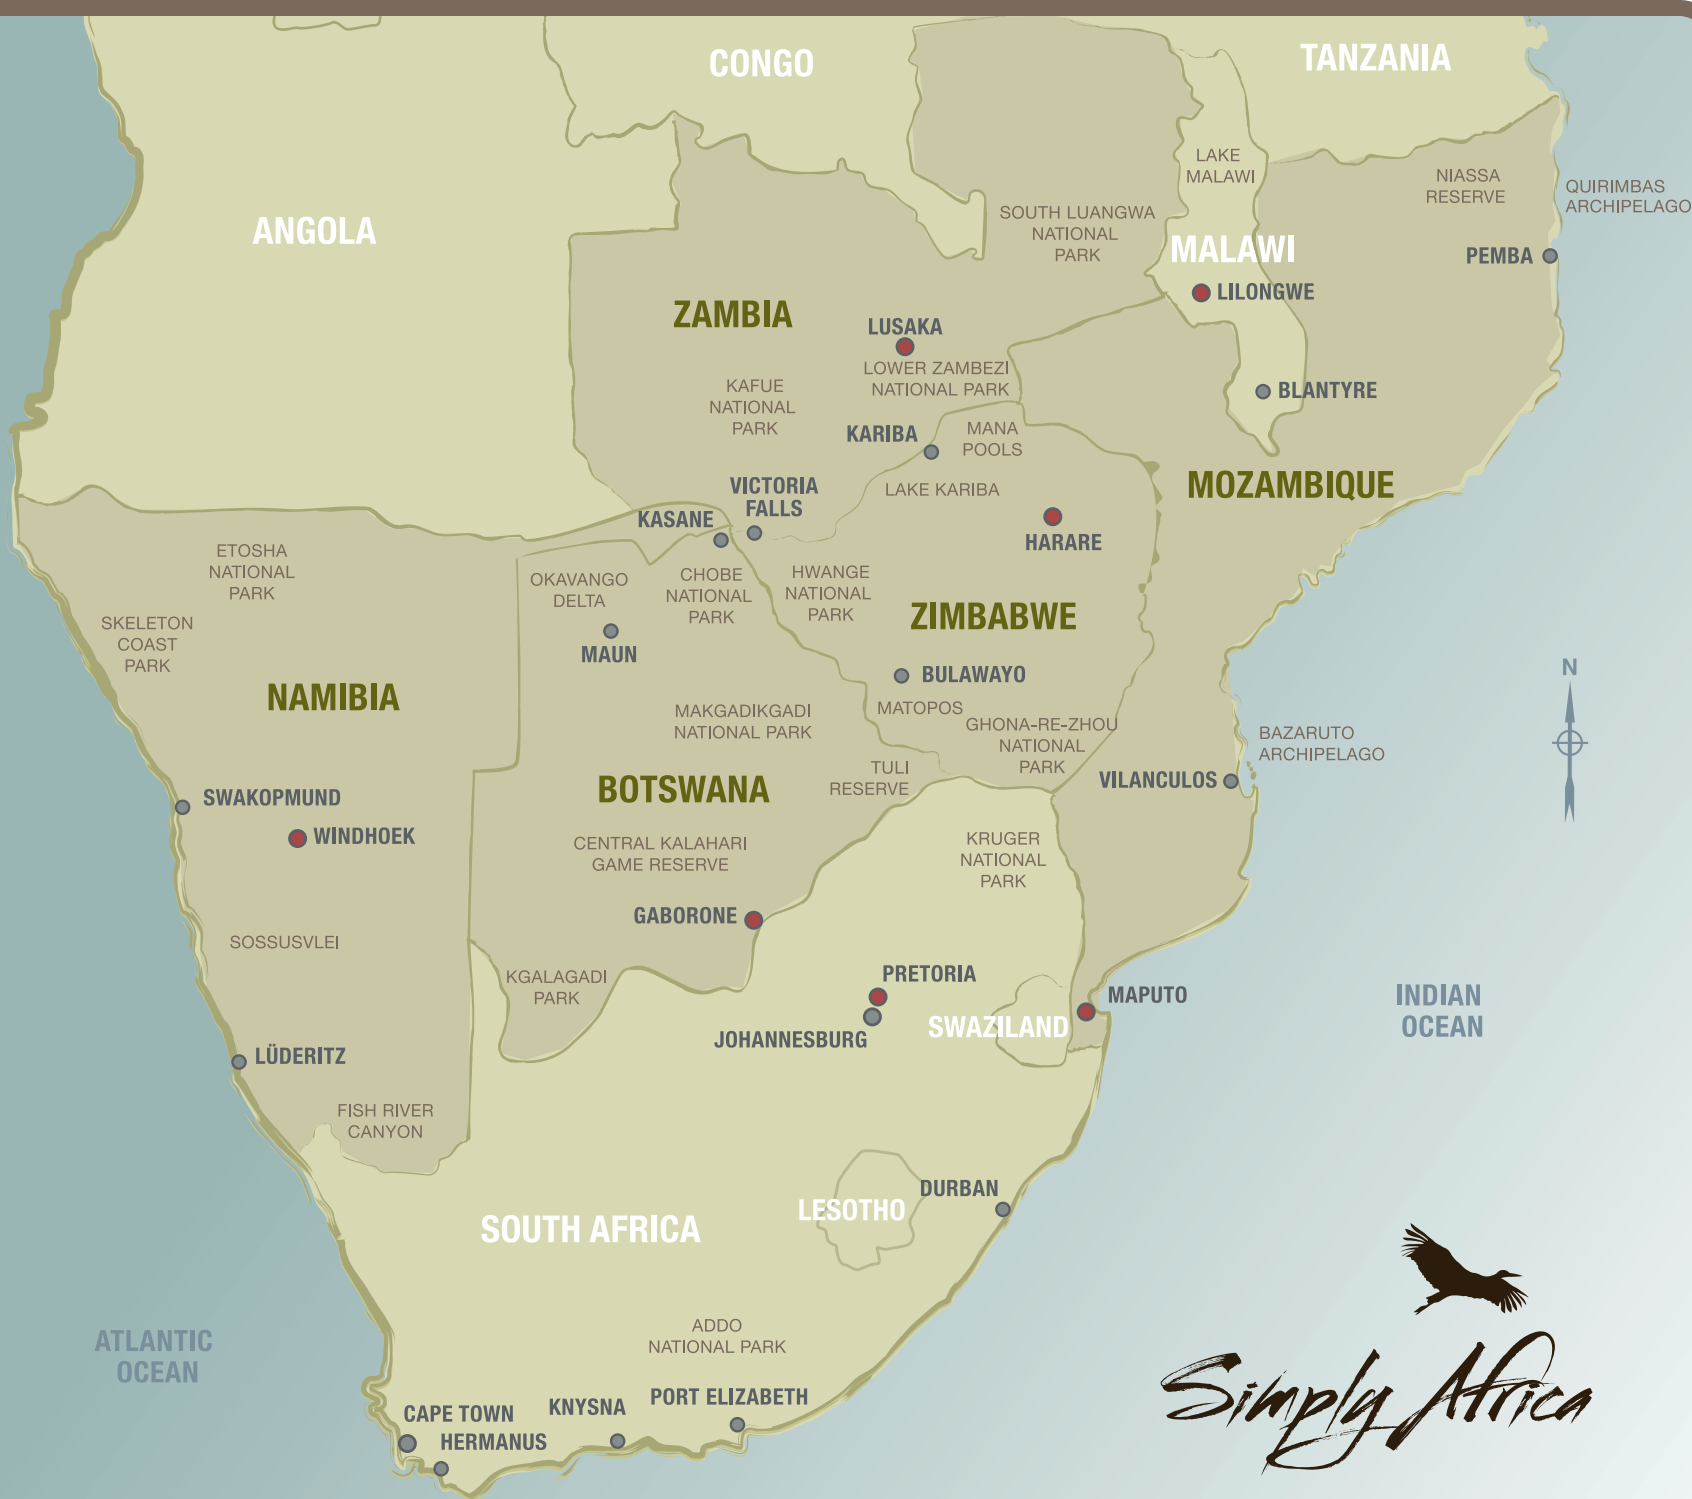 CONGO
TANZANIA
LAKE
MALAWI
NIASSA
RESERVE
QUIRIMBAS
ARCHIPELAGO
ANGOLA
SOUTH LUANGWA
NATIONAL
PARK
MALAWI
PEMBA
LILONGWE
ZAMBIA
LUSAKA
LOWER ZAMBEZI
NATIONAL PARK
KAFUE
NATIONAL
PARK
BLANTYRE
KARIBA
MANA
POOLS
VICTORIA
FALLS
LAKE KARIBA
MOZAMBIQUE
KASANE
HARARE
ETOSHA
NATIONAL
PARK
OKAVANGO
DELTA
CHOBE
NATIONAL
PARK
HWANGE
NATIONAL
PARK
ZIMBABWE
SKELETON
COAST
PARK
MAUN
BULAWAYO
N
NAMIBIA
MATOPOS
MAKGADIKGADI
NATIONAL PARK
GHONA-RE-ZHOU
NATIONAL
PARK
BAZARUTO
ARCHIPELAGO
TULI
RESERVE
VILANCULOS
BOTSWANA
SWAKOPMUND
WINDHOEK
CENTRAL KALAHARI
GAME RESERVE
KRUGER
NATIONAL
PARK
GABORONE
SOSSUSVLEI
KGALAGADI
PARK
PRETORIA
MAPUTO
INDIAN
OCEAN
SWAZILAND
JOHANNESBURG
LÜDERITZ
FISH RIVER
CANYON
DURBAN
LESOTHO
SOUTH AFRICA
ADDO
NATIONAL PARK
ATLANTIC
OCEAN
PORT ELIZABETH
KNYSNA
CAPE TOWN
HERMANUS
Simply Africa